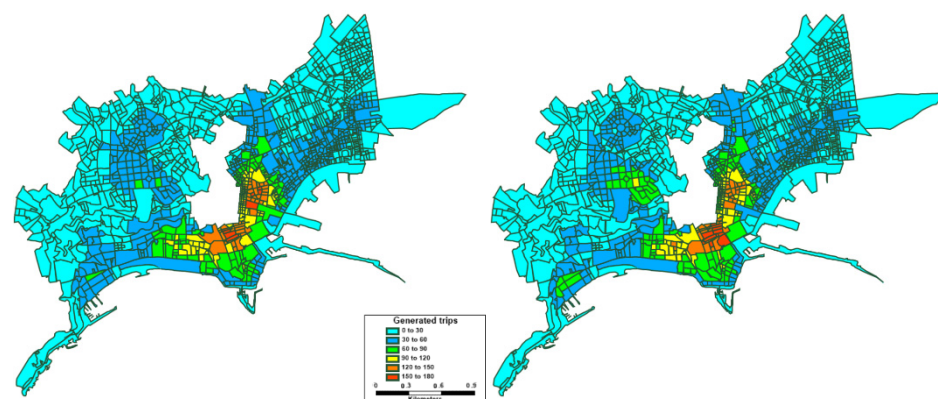 Generated trips
0 to 30
30 to 60
60 to 90
90 to 120
120 to 150
150 to 180
0 0.3 0.6 0.9
Kilometres